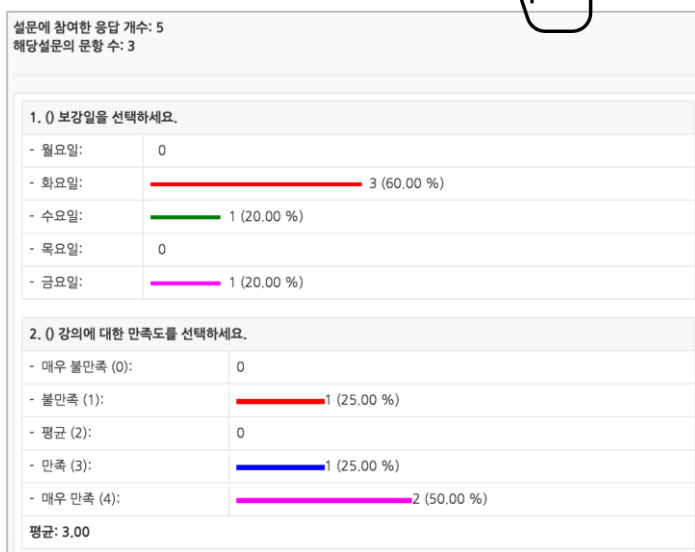 설문에 참여한 응답 개수: 5
해당설문의 문항 수: 3
1. () 보강일을 선택하세요.
- 월요일: 0
- 화요일: 3 (60.00 %)
- 수요일: 1 (20.00 %)
- 목요일: 0
- 금요일: 1 (20.00 %)
2. () 강의에 대한 만족도를 선택하세요.
- 매우 불만족 (0): 0
- 불만족 (1): 1 (25.00 %)
- 평균 (2): 0
- 만족 (3): 1 (25.00 %)
- 매우 만족 (4): 2 (50.00 %)
평균: 3.00